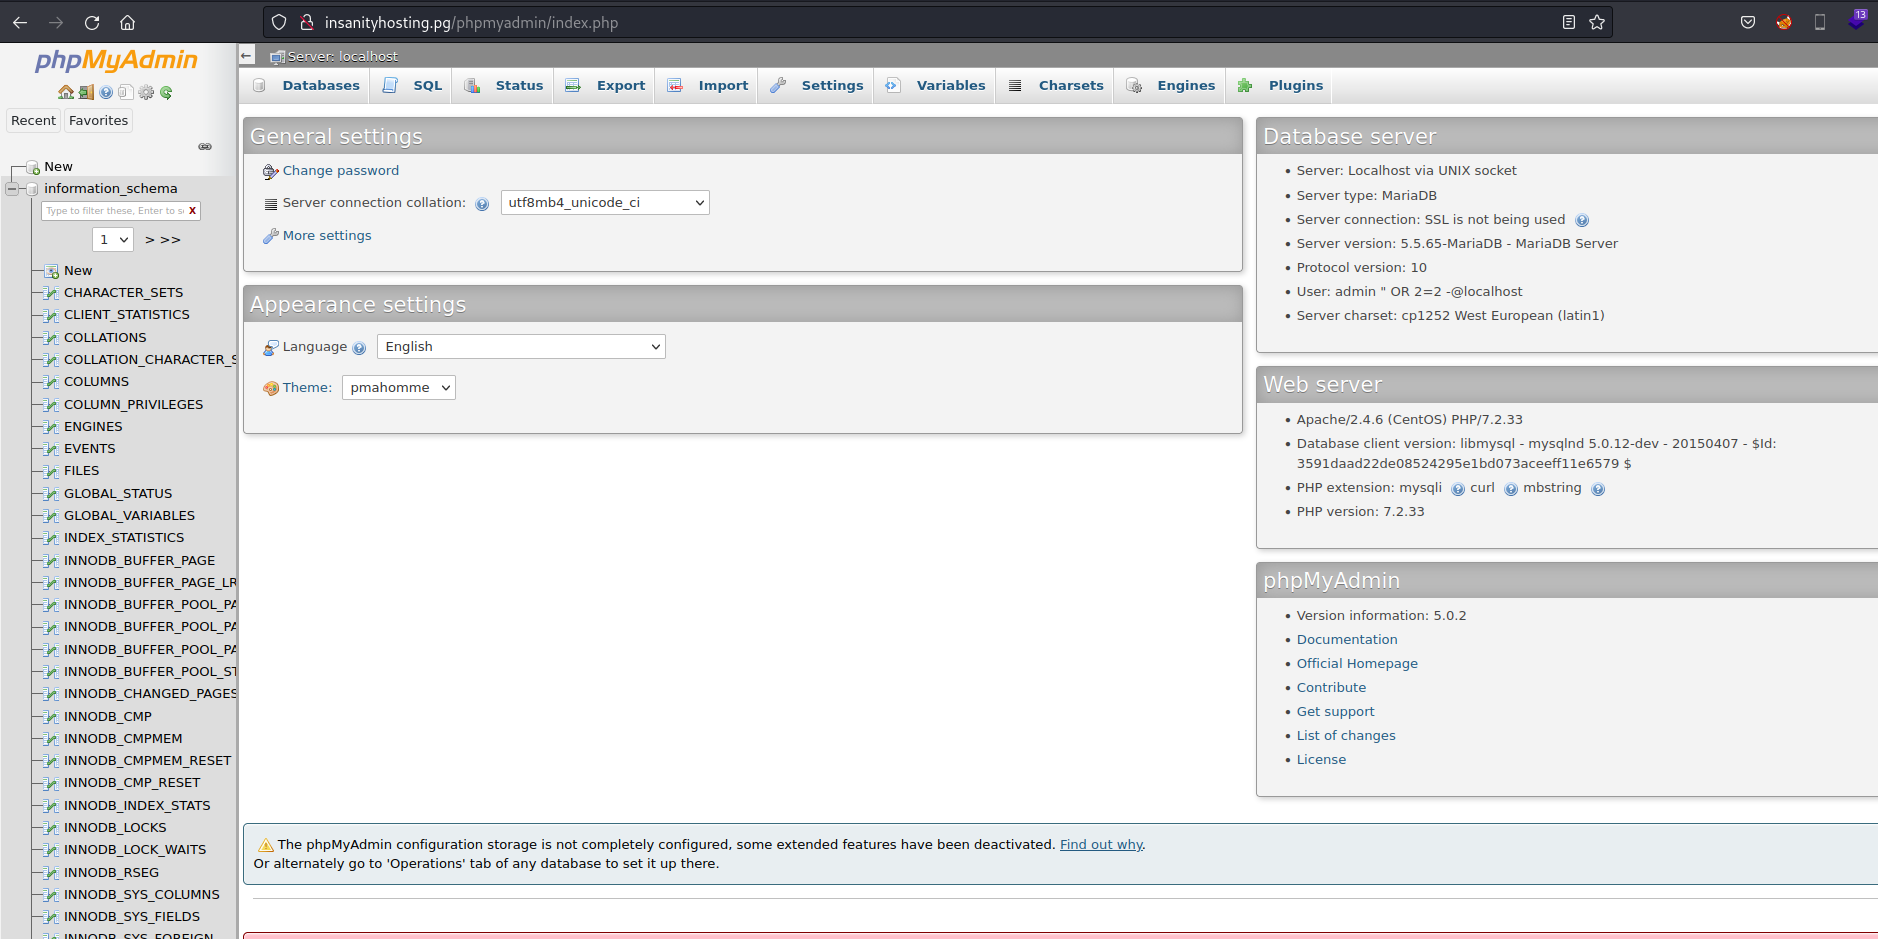 insanityhosting.pg/phpmyadmin/index.php
13
phpMyAdmin
Recent
Favorites
New
information_schema
Type to filter these, Enter to s
X
1
> >>
New
CHARACTER_SETS
CLIENT_STATISTICS
COLLATIONS
COLLATION_CHARACTER_S
COLUMNS
COLUMN_PRIVILEGES
ENGINES
EVENTS
FILES
GLOBAL_STATUS
GLOBAL_VARIABLES
INDEX_STATISTICS
INNODB_BUFFER_PAGE
INNODB_BUFFER_PAGE_LR
INNODB_BUFFER_POOL_PA
INNODB_BUFFER_POOL_PA
INNODB_BUFFER_POOL_PA
INNODB_BUFFER_POOL_ST
INNODB_CHANGED_PAGES
INNODB_CMP
INNODB_CMPMEM
INNODB_CMPMEM_RESET
INNODB_CMP_RESET
INNODB_INDEX_STATS
INNODB_LOCKS
INNODB_LOCK_WAITS
INNODB_RSEG
INNODB_SYS_COLUMNS
INNODB_SYS_FIELDS
INNODB_SYS_FOREIGN
Server: localhost
Databases
SQL
Status
Export
Import
Settings
Variables
Charsets
Engines
Plugins
General settings
Change password
Server connection collation:
utf8mb4_unicode_ci
More settings
Appearance settings
Language
English
Theme:
pmahomme
Database server
• Server: Localhost via UNIX socket
• Server type: MariaDB
• Server connection: SSL is not being used
• Server version: 5.5.65-MariaDB - MariaDB Server
• Protocol version: 10
• User: admin " OR 2=2 -@localhost
• Server charset: cp1252 West European (latin1)
Web server
• Apache/2.4.6 (CentOS) PHP/7.2.33
• Database client version: libmysql - mysqlnd 5.0.12-dev - 20150407 - $Id:
3591daad22de08524295e1bd073aceeff11e6579 $
• PHP extension: mysqli curl mbstring
• PHP version: 7.2.33
phpMyAdmin
• Version information: 5.0.2
• Documentation
• Official Homepage
• Contribute
• Get support
• List of changes
• License
The phpMyAdmin configuration storage is not completely configured, some extended features have been deactivated. Find out why.
Or alternately go to 'Operations' tab of any database to set it up there.